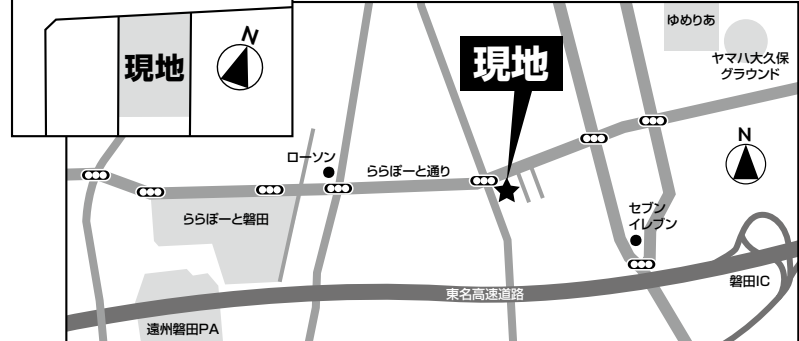 現地
N
ゆめりあ
ヤマハ大久保
グラウンド
現地
ローソン
ららぽーと通り
N
ららぽーと磐田
セブン
イレブン
磐田IC
東名高速道路
遠州磐田PA